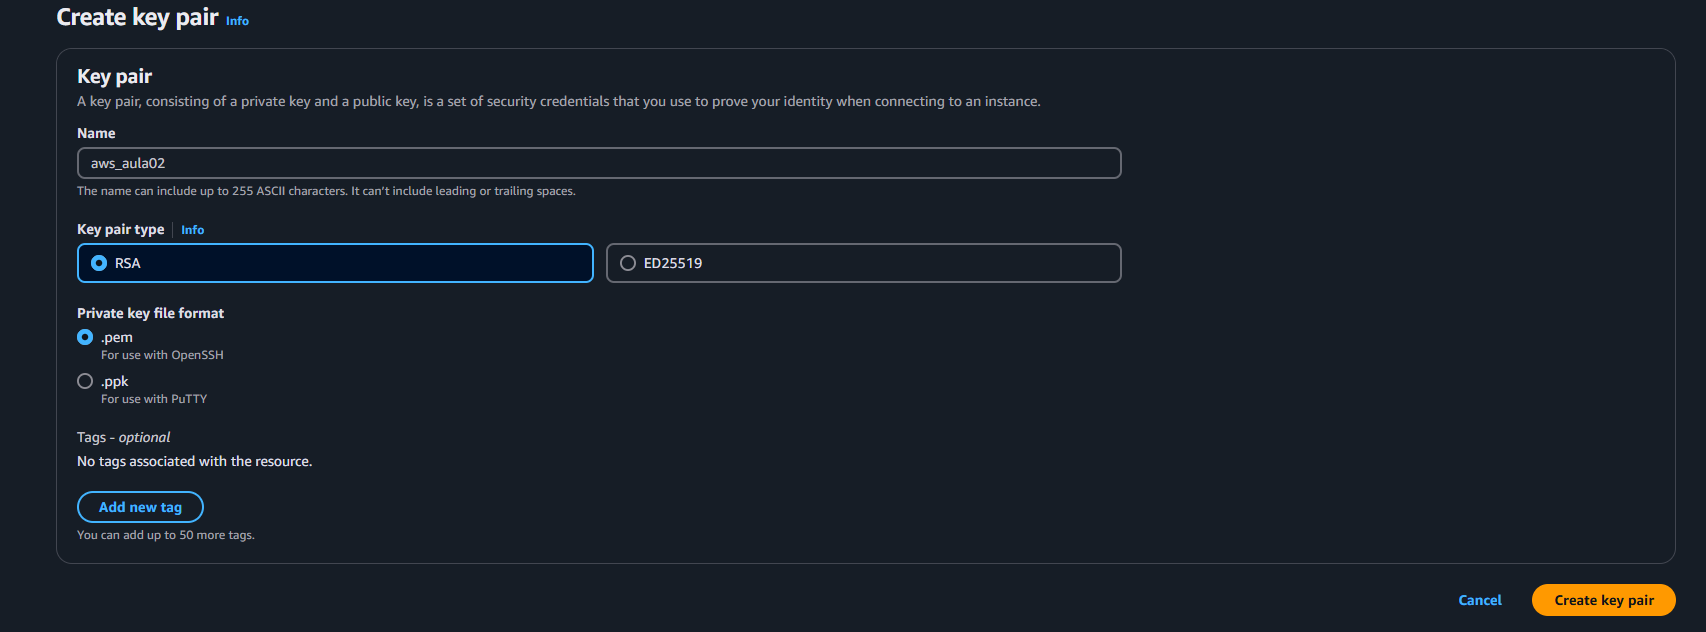 Create key pair Info
Key pair
A key pair, consisting of a private key and a public key, is a set of security credentials that you use to prove your identity when connecting to an instance.
Name
aws_aula02
The name can include up to 255 ASCII characters. It can’t include leading or trailing spaces.
Key pair type Info
RSA ED25519
Private key file format
.pem
For use with OpenSSH
.ppk
For use with PuTTY
Tags - optional
No tags associated with the resource.
Add new tag
You can add up to 50 more tags.
Cancel Create key pair